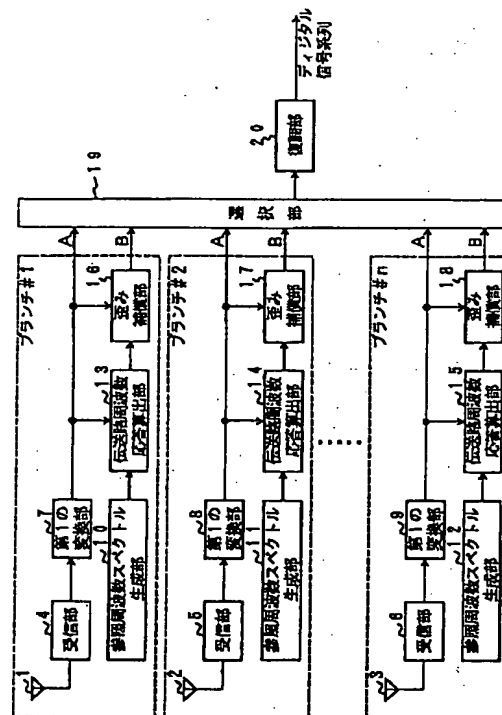 ブランチ#1
1
4
受信部
7
第1の
変換部
10
参照周波数スペクトル
生成部
13
伝送路周波数
応答算出部
16
歪み
補償部
A
B
ブランチ#2
2
5
受信部
8
第1の
変換部
11
参照周波数スペクトル
生成部
14
伝送路周波数
応答算出部
17
歪み
補償部
A
B
ブランチ#n
3
6
受信部
9
第1の
変換部
12
参照周波数スペクトル
生成部
15
伝送路周波数
応答算出部
18
歪み
補償部
A
B
19
選択部
20
復調部
ディジタル
信号系列